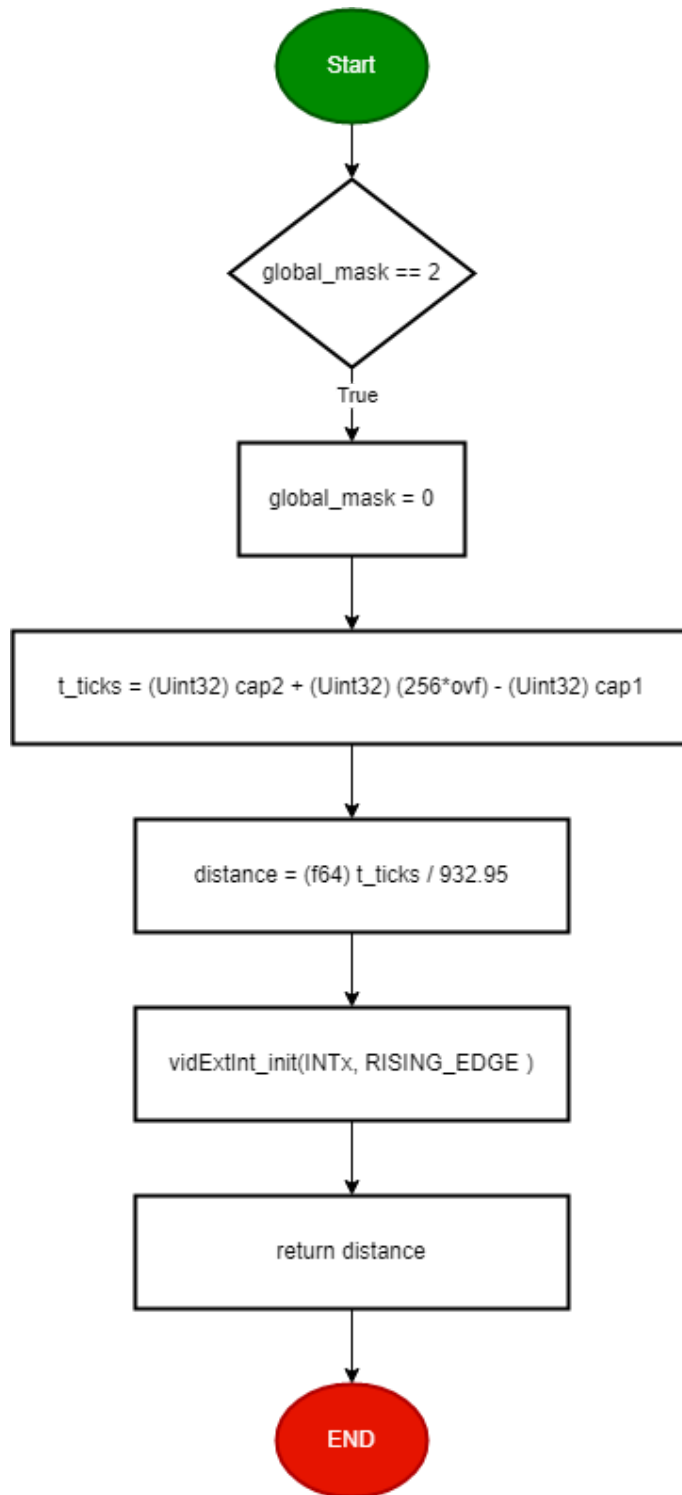 Start
global_mask == 2
True
global_mask = 0
t_ticks = (Uint32) cap2 + (Uint32) (256*ovf) - (Uint32) cap1
distance = (f64) t_ticks / 932.95
vidExtInt_init(INTx, RISING_EDGE )
return distance
END